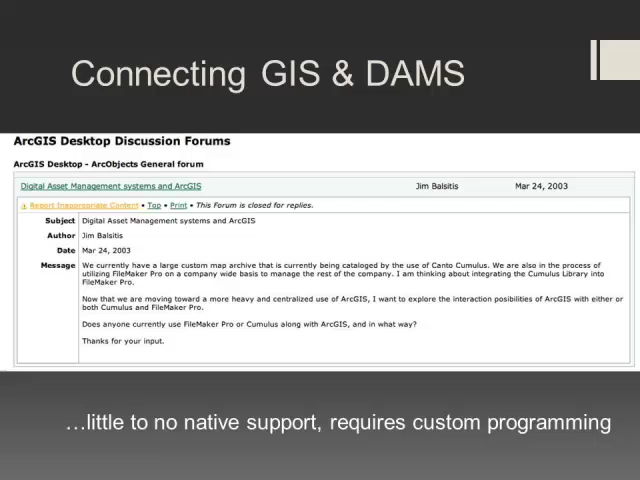 Connecting GIS & DAMS
ArcGIS Desktop Discussion Forums
ArcGIS Desktop - ArcObjects General forum
Digital Asset Management systems and ArcGIS Jim Balsitis Mar 24, 2003
Report Inappropriate Content • Top • Print • This Forum is closed for replies.
Subject Digital Asset Management systems and ArcGIS
Author Jim Balsitis
Date Mar 24, 2003
Message We currently have a large custom map archive that is currently being cataloged by the use of Canto Cumulus. We are also in the process of
utilizing FileMaker Pro on a company wide basis to manage the rest of the company. I am thinking about integrating the Cumulus Library into
FileMaker Pro.
Now that we are moving toward a more heavy and centralized use of ArcGIS, I want to explore the interaction posibilities of ArcGIS with either or
both Cumulus and FileMaker Pro.
Does anyone currently use FileMaker Pro or Cumulus along with ArcGIS, and in what way?
Thanks for your input.
…little to no native support, requires custom programming